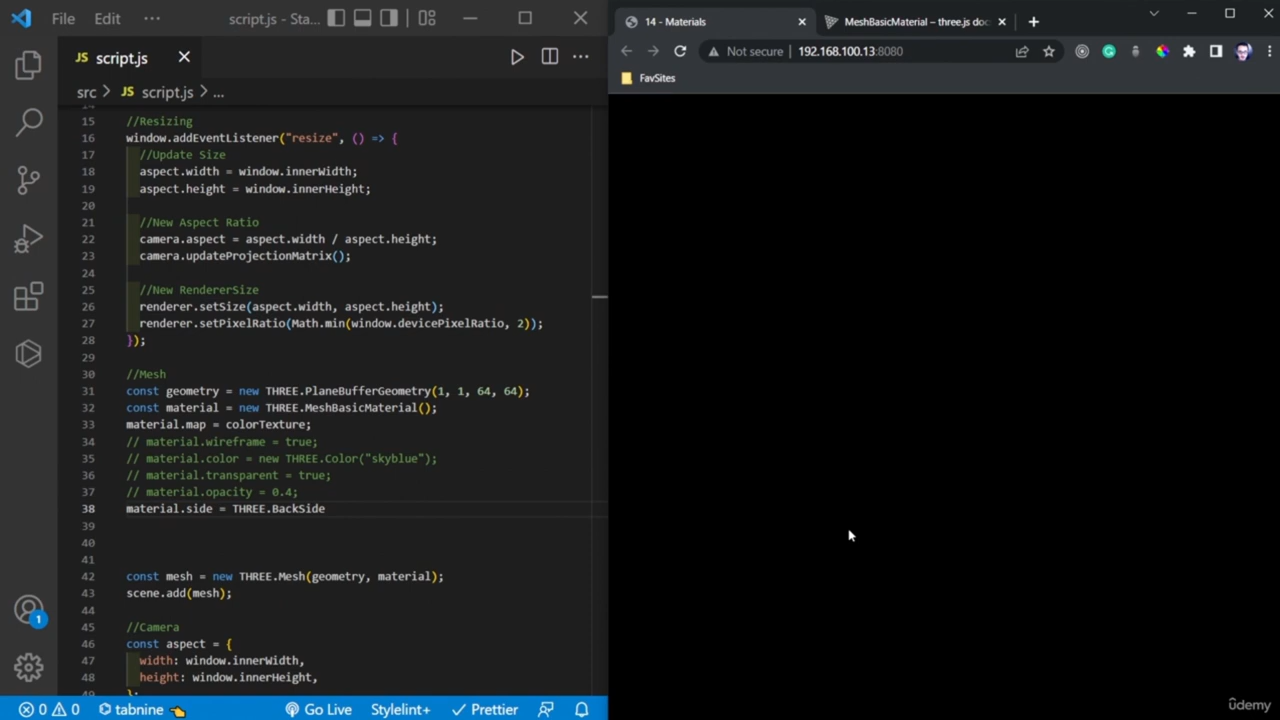 File Edit ··· script.js - Sta...
JS script.js
src > JS script.js > ...
14
15 //Resizing
16 window.addEventListener("resize", () => {
17 //Update Size
18 aspect.width = window.innerWidth;
19 aspect.height = window.innerHeight;
20
21 //New Aspect Ratio
22 camera.aspect = aspect.width / aspect.height;
23 camera.updateProjectionMatrix();
24
25 //New RendererSize
26 renderer.setSize(aspect.width, aspect.height);
27 renderer.setPixelRatio(Math.min(window.devicePixelRatio, 2));
28 });
29
30 //Mesh
31 const geometry = new THREE.PlaneBufferGeometry(1, 1, 64, 64);
32 const material = new THREE.MeshBasicMaterial();
33 material.map = colorTexture;
34 // material.wireframe = true;
35 // material.color = new THREE.Color("skyblue");
36 // material.transparent = true;
37 // material.opacity = 0.4;
38 material.side = THREE.BackSide
39
40
41
42 const mesh = new THREE.Mesh(geometry, material);
43 scene.add(mesh);
44
45 //Camera
46 const aspect = {
47 width: window.innerWidth,
48 height: window.innerHeight,
49 };
1
0 0 tabnine Go Live Stylelint+ Prettier
14 - Materials
MeshBasicMaterial – three.js doc
Not secure 192.168.100.13:8080
FavSites
ûdemy